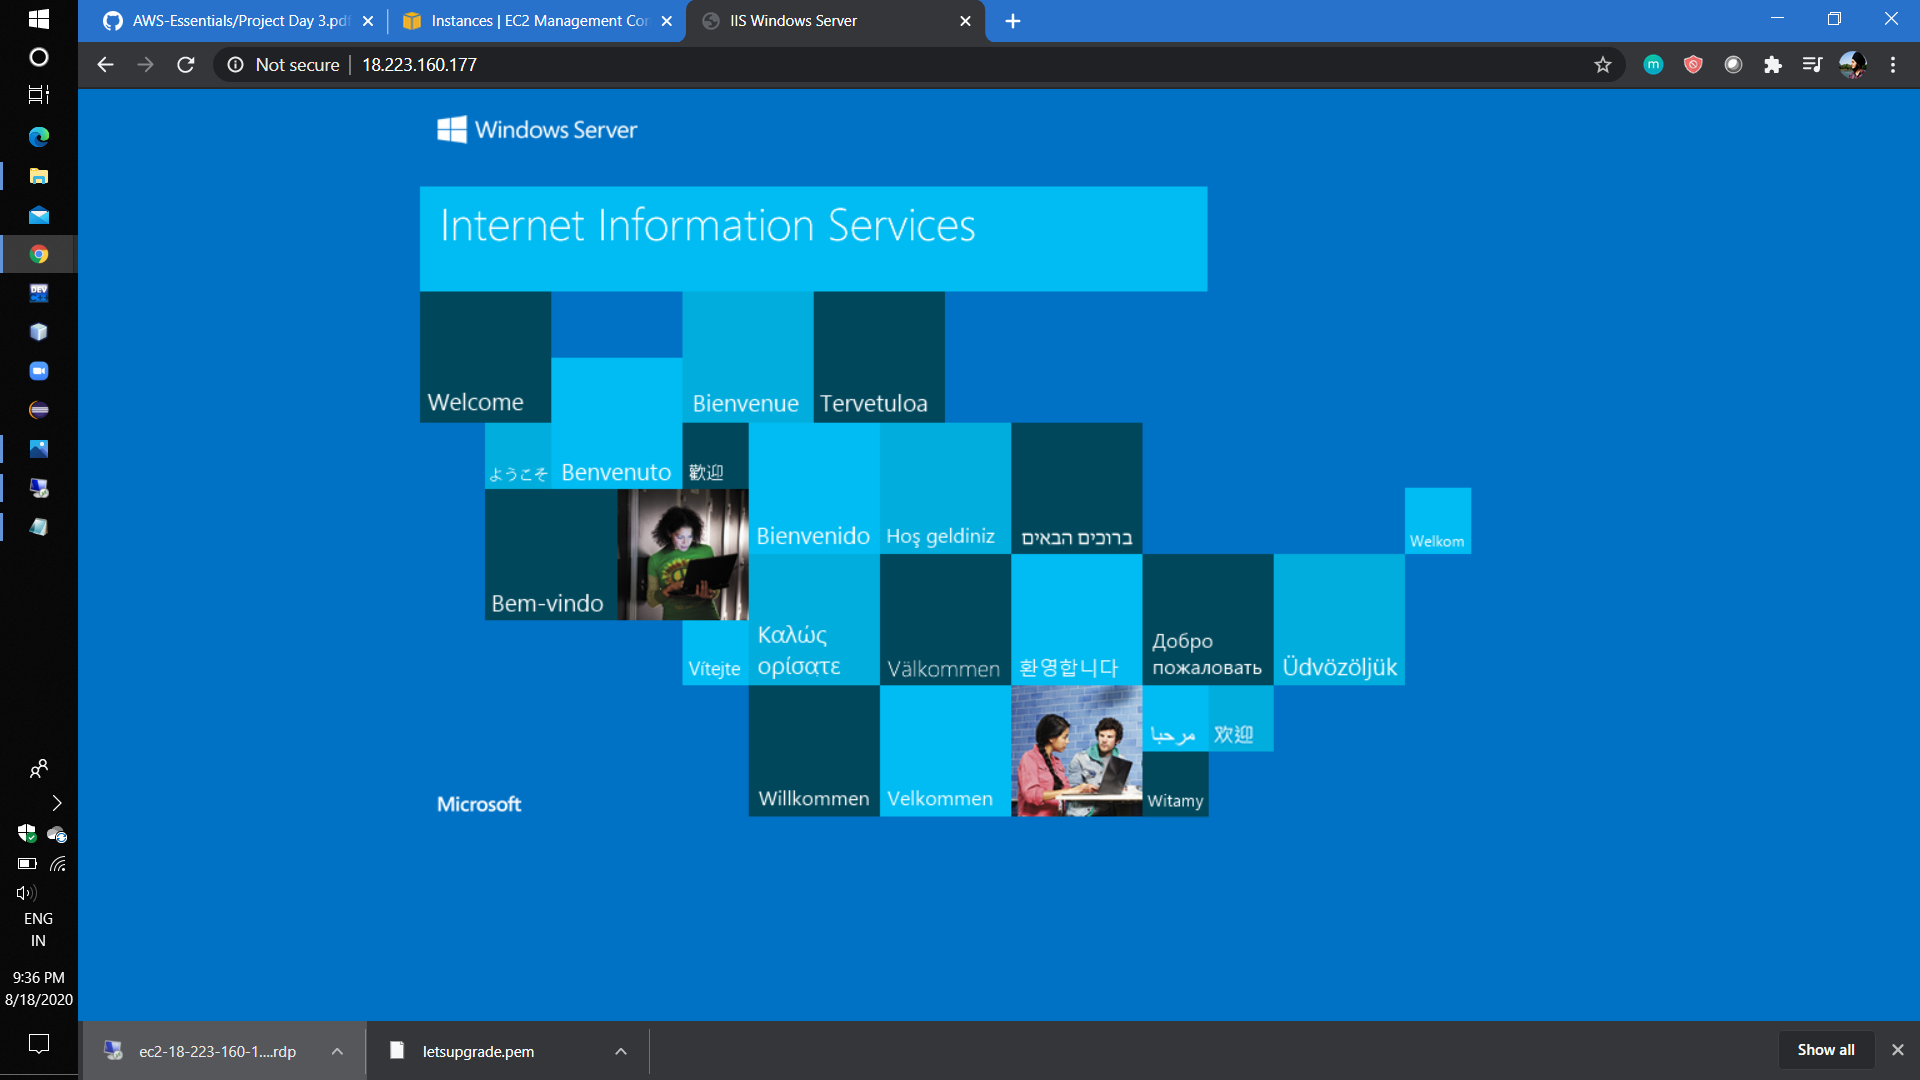 AWS-Essentials/Project Day 3.pdf
Instances | EC2 Management Con
IIS Windows Server
Not secure
18.223.160.177
m
Windows Server
Internet Information Services
Welcome
Bienvenue
Tervetuloa
ようこそ
Benvenuto
歡迎
Bienvenido
Hoş geldiniz
ברוכים הבאים
Welkom
Bem-vindo
Vítejte
Καλώς
ορίσατε
Välkommen
환영합니다
Добро
пожаловать
Üdvözöljük
Willkommen
Velkommen
مرحبا
欢迎
Witamy
Microsoft
DEV
C++
ENG
IN
9:36 PM
8/18/2020
ec2-18-223-160-1....rdp
letsupgrade.pem
Show all